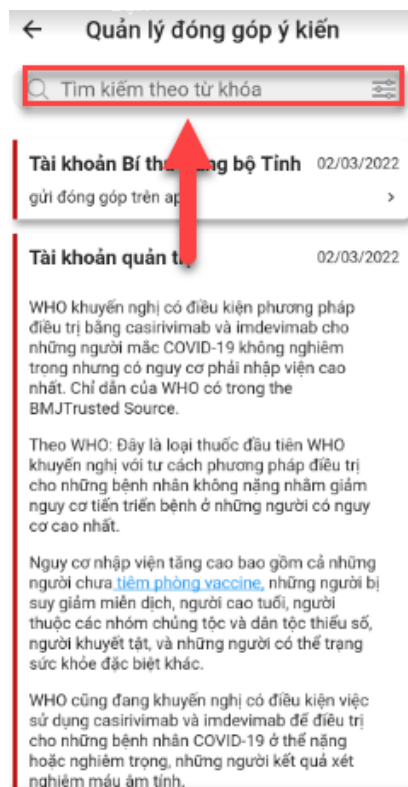 Quản lý đóng góp ý kiến
Tìm kiếm theo từ khóa
Tài khoản Bí th ng bộ Tỉnh 02/03/2022
gửi đóng góp trên ap
Tài khoản quản t 02/03/2022
WHO khuyến nghị có điều kiện phương pháp
điều trị bằng casirivimab và imdevimab cho
những người mắc COVID-19 không nghiêm
trọng nhưng có nguy cơ phải nhập viện cao
nhất. Chỉ dẫn của WHO có trong the
BMJTrusted Source.
Theo WHO: Đây là loại thuốc đầu tiên WHO
khuyến nghị với tư cách phương pháp điều trị
cho những bệnh nhân không nặng nhằm giảm
nguy cơ tiến triển bệnh ở những người có nguy
cơ cao nhất.
Nguy cơ nhập viện tăng cao bao gồm cả những
người chưa tiêm phòng vaccine, những người bị
suy giảm miễn dịch, người cao tuổi, người
thuộc các nhóm chủng tộc và dân tộc thiểu số,
người khuyết tật, và những người có thể trạng
sức khỏe đặc biệt khác.
WHO cũng đang khuyến nghị có điều kiện việc
sử dụng casirivimab và imdevimab để điều trị
cho những bệnh nhân COVID-19 ở thể nặng
hoặc nghiêm trọng, những người kết quả xét
nghiệm máu âm tính.